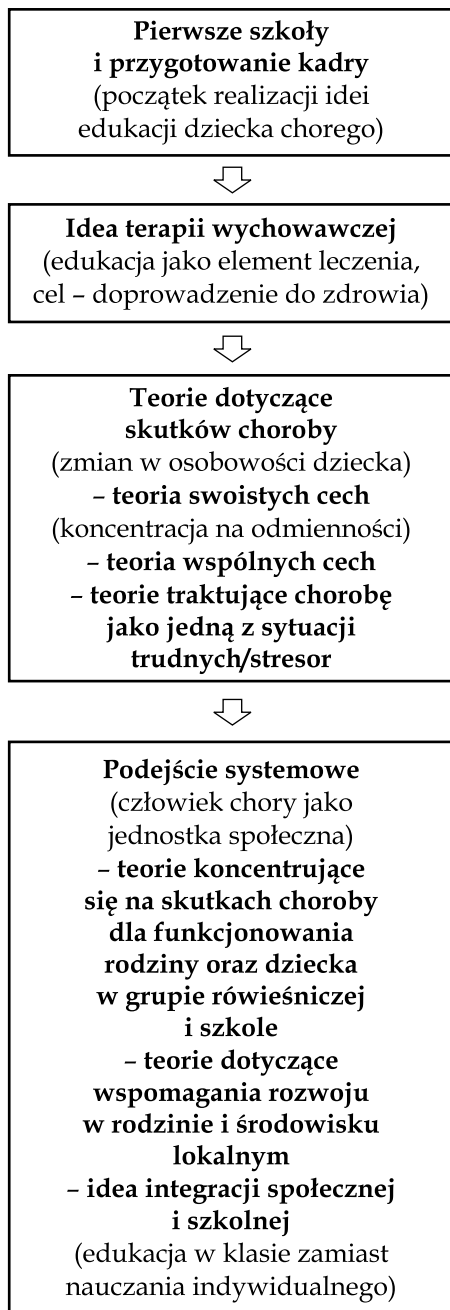 Pierwsze szkoły
i przygotowanie kadry
(początek realizacji idei
edukacji dziecka chorego)
Idea terapii wychowawczej
(edukacja jako element leczenia,
cel – doprowadzenie do zdrowia)
Teorie dotyczące
skutków choroby
(zmian w osobowości dziecka)
– teoria swoistych cech
(koncentracja na odmienności)
– teoria wspólnych cech
– teorie traktujące chorobę
jako jedną z sytuacji
trudnych/stresor
Podejście systemowe
(człowiek chory jako
jednostka społeczna)
– teorie koncentrujące
się na skutkach choroby
dla funkcjonowania
rodziny oraz dziecka
w grupie rówieśniczej
i szkole
– teorie dotyczące
wspomagania rozwoju
w rodzinie i środowisku
lokalnym
– idea integracji społecznej
i szkolnej
(edukacja w klasie zamiast
nauczania indywidualnego)